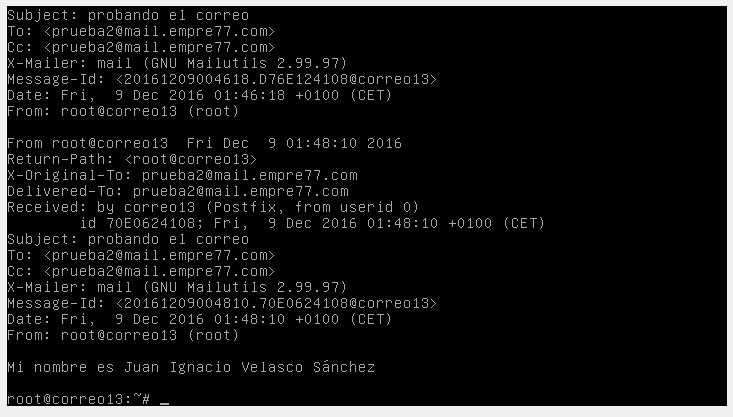 Subject: probando el correo
To: <prueba2@mail.empre77.com>
Cc: <prueba2@mail.empre77.com>
X-Mailer: mail (GNU Mailutils 2.99.97)
Message-Id: <20161209004618.D76E124108@correo13>
Date: Fri,  9 Dec 2016 01:46:18 +0100 (CET)
From: root@correo13 (root)
From root@correo13  Fri Dec  9 01:48:10 2016
Return-Path: <root@correo13>
X-Original-To: prueba2@mail.empre77.com
Delivered-To: prueba2@mail.empre77.com
Received: by correo13 (Postfix, from userid 0)
        id 70E0624108; Fri,  9 Dec 2016 01:48:10 +0100 (CET)
Subject: probando el correo
To: <prueba2@mail.empre77.com>
Cc: <prueba2@mail.empre77.com>
X-Mailer: mail (GNU Mailutils 2.99.97)
Message-Id: <20161209004810.70E0624108@correo13>
Date: Fri,  9 Dec 2016 01:48:10 +0100 (CET)
From: root@correo13 (root)
Mi nombre es Juan Ignacio Velasco Sánchez
root@correo13:~# _